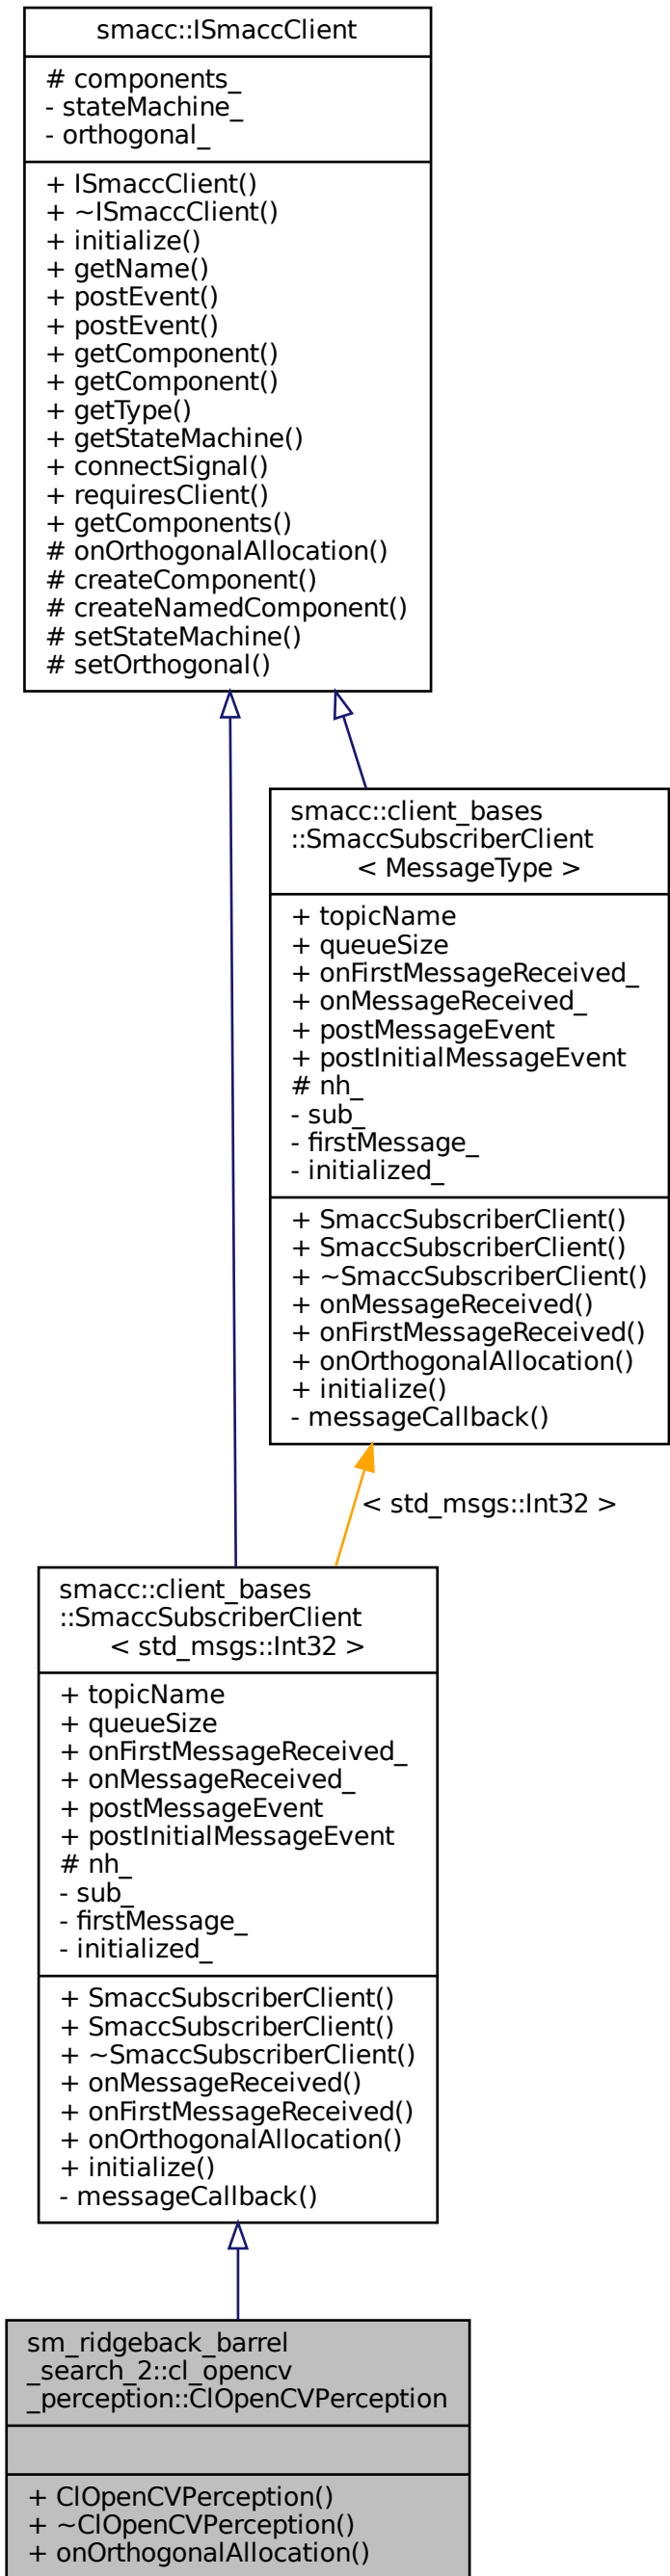 smacc::ISmaccClient
# components_
- stateMachine_
- orthogonal_
+ ISmaccClient()
+ ~ISmaccClient()
+ initialize()
+ getName()
+ postEvent()
+ postEvent()
+ getComponent()
+ getComponent()
+ getType()
+ getStateMachine()
+ connectSignal()
+ requiresClient()
+ getComponents()
# onOrthogonalAllocation()
# createComponent()
# createNamedComponent()
# setStateMachine()
# setOrthogonal()
smacc::client_bases
::SmaccSubscriberClient
< MessageType >
+ topicName
+ queueSize
+ onFirstMessageReceived_
+ onMessageReceived_
+ postMessageEvent
+ postInitialMessageEvent
# nh_
- sub_
- firstMessage_
- initialized_
+ SmaccSubscriberClient()
+ SmaccSubscriberClient()
+ ~SmaccSubscriberClient()
+ onMessageReceived()
+ onFirstMessageReceived()
+ onOrthogonalAllocation()
+ initialize()
- messageCallback()
< std_msgs::Int32 >
smacc::client_bases
::SmaccSubscriberClient
< std_msgs::Int32 >
+ topicName
+ queueSize
+ onFirstMessageReceived_
+ onMessageReceived_
+ postMessageEvent
+ postInitialMessageEvent
# nh_
- sub_
- firstMessage_
- initialized_
+ SmaccSubscriberClient()
+ SmaccSubscriberClient()
+ ~SmaccSubscriberClient()
+ onMessageReceived()
+ onFirstMessageReceived()
+ onOrthogonalAllocation()
+ initialize()
- messageCallback()
sm_ridgeback_barrel
_search_2::cl_opencv
_perception::ClOpenCVPerception
+ ClOpenCVPerception()
+ ~ClOpenCVPerception()
+ onOrthogonalAllocation()